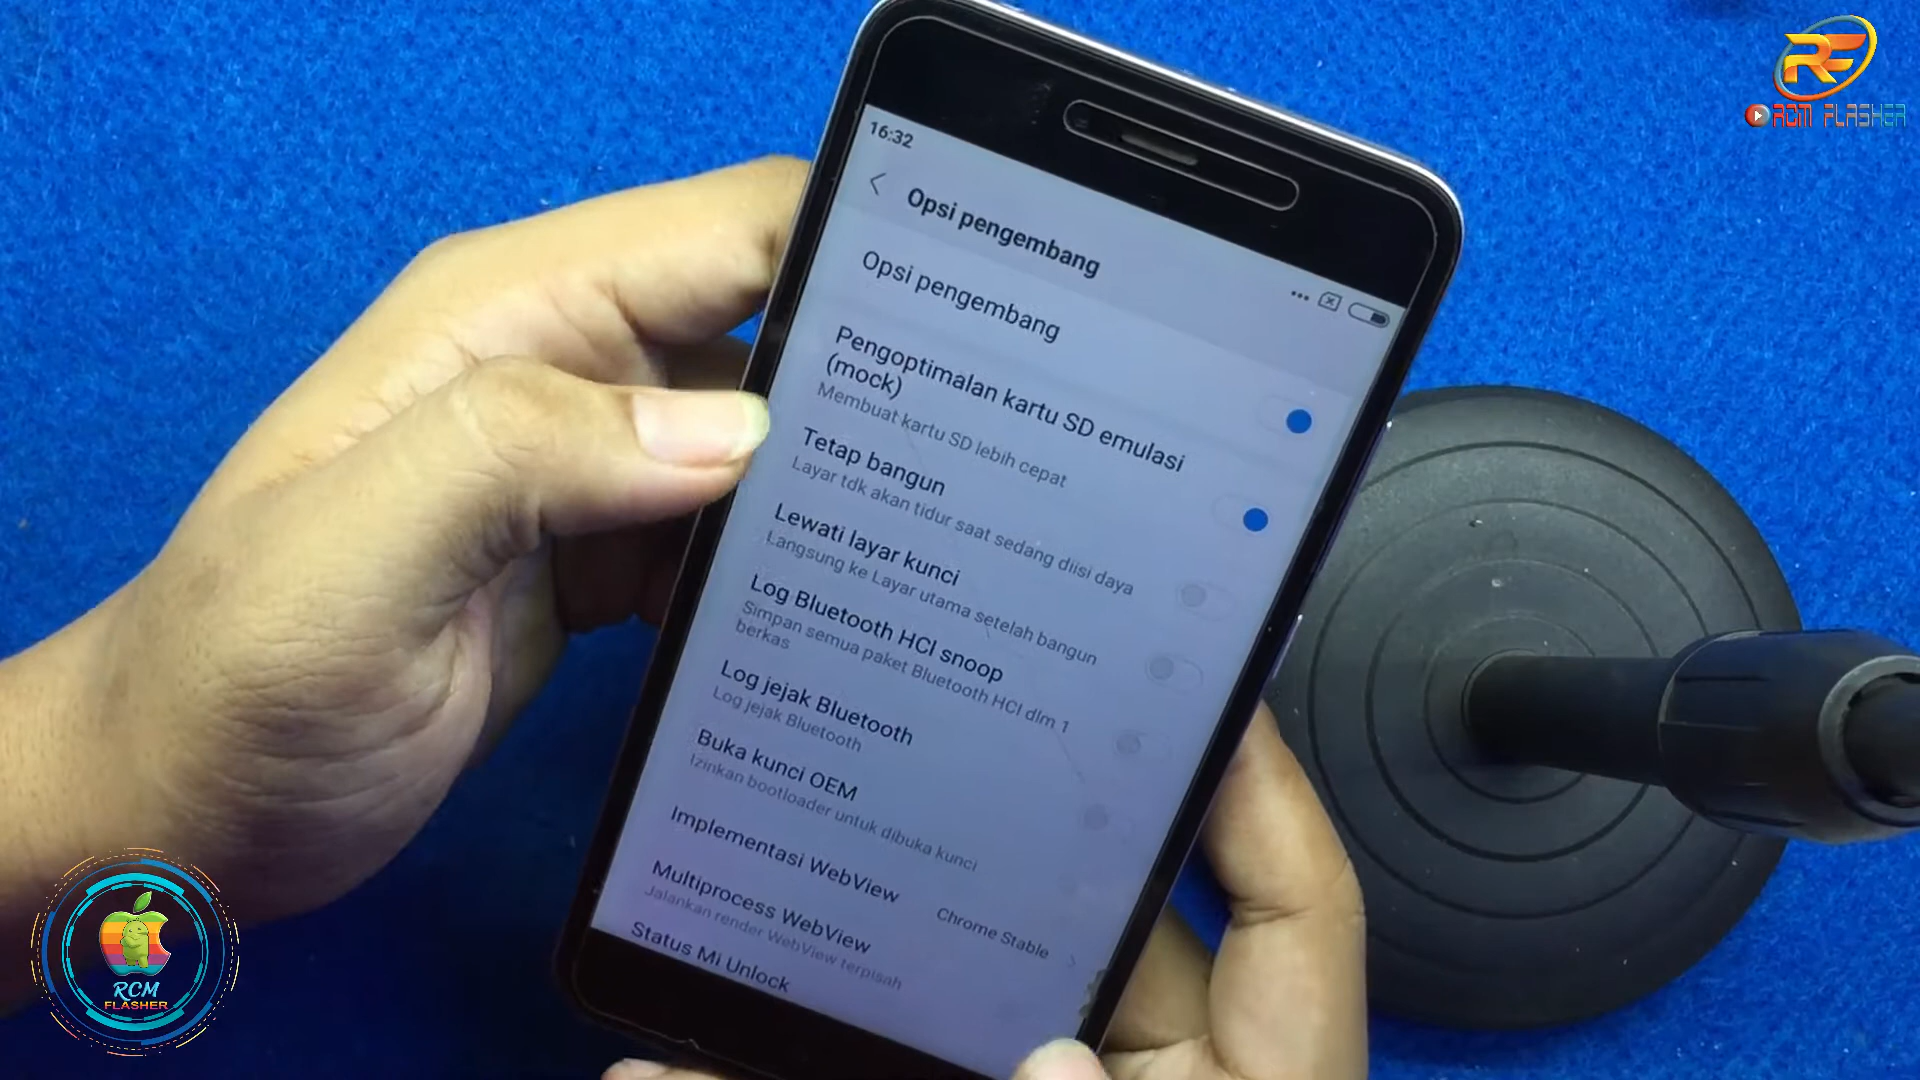 RCM FLASHER
16:32
Opsi pengembang
Opsi pengembang
Pengoptimalan kartu SD emulasi
(mock)
Membuat kartu SD lebih cepat
Tetap bangun
Layar tdk akan tidur saat sedang diisi daya
Lewati layar kunci
Langsung ke Layar utama setelah bangun
Log Bluetooth HCI snoop
Simpan semua paket Bluetooth HCI dlm 1
berkas
Log jejak Bluetooth
Log jejak Bluetooth
Buka kunci OEM
Izinkan bootloader untuk dibuka kunci
Implementasi WebView
Chrome Stable
Multiprocess WebView
Jalankan render WebView terpisah
Status Mi Unlock
RCM
FLASHER